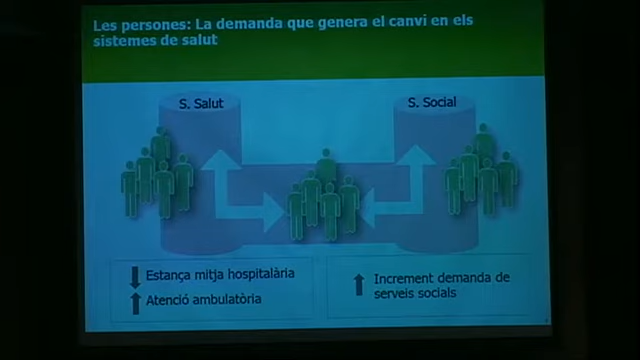 Les persones: La demanda que genera el canvi en els
sistemes de salut
S. Salut
S. Social
Estança mitja hospitalària
Atenció ambulatòria
Increment demanda de
serveis socials